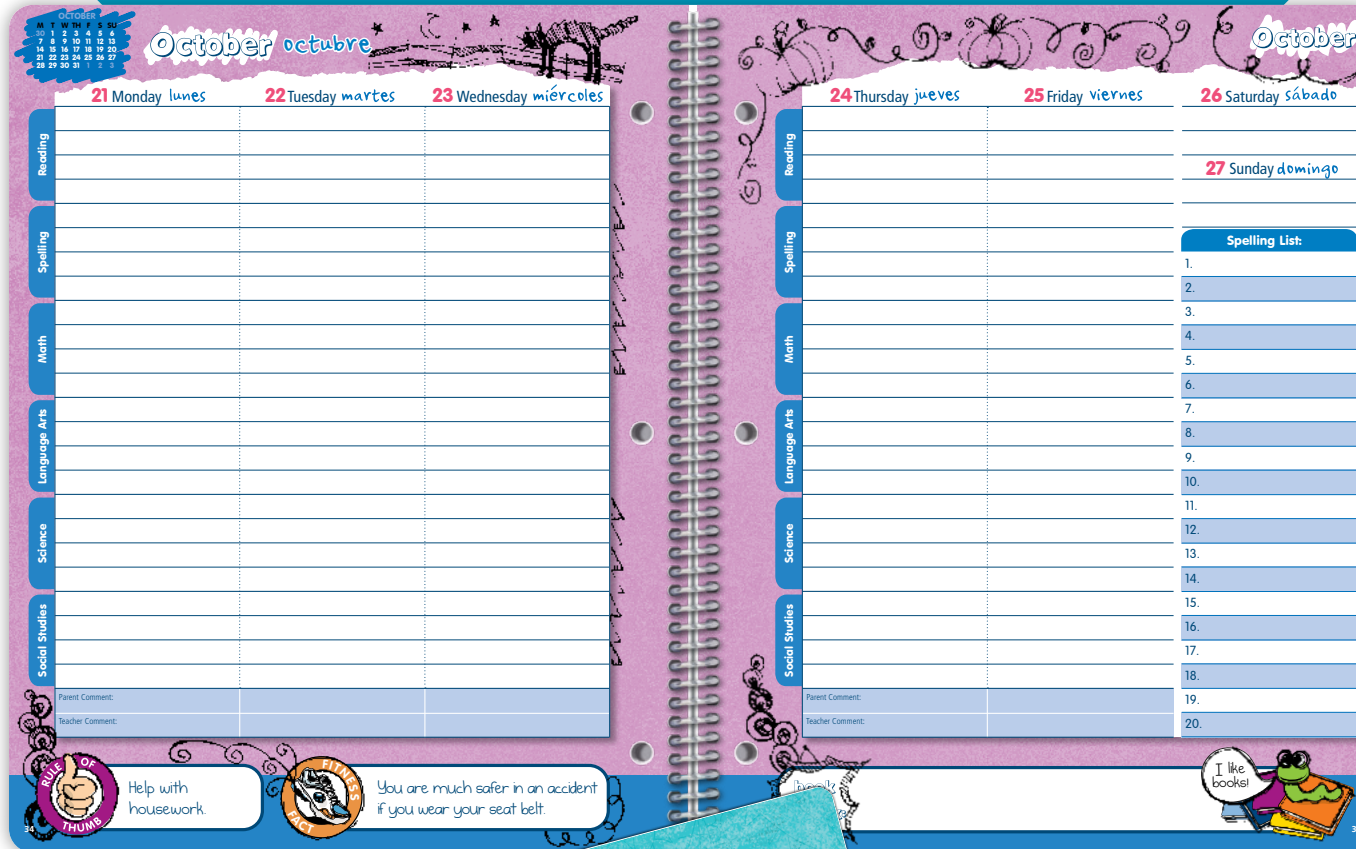 OCTOBER
M T W TH F S SU
30 1 2 3 4 5 6
7 8 9 10 11 12 13
14 15 16 17 18 19 20
21 22 23 24 25 26 27
28 29 30 31 1 2 3
October octubre
21 Monday lunes
22 Tuesday martes
23 Wednesday miércoles
Reading
Spelling
Math
Language Arts
Science
Social Studies
Parent Comment:
Teacher Comment:
RULE OF THUMB
Help with
housework.
FITNESS FACT
You are much safer in an accident
if you wear your seat belt.
34
October
24 Thursday jueves
25 Friday viernes
26 Saturday sábado
27 Sunday domingo
Reading
Spelling
Math
Language Arts
Science
Social Studies
Spelling List:
1.
2.
3.
4.
5.
6.
7.
8.
9.
10.
11.
12.
13.
14.
15.
16.
17.
18.
19.
20.
Parent Comment:
Teacher Comment:
book
I like
books!
3